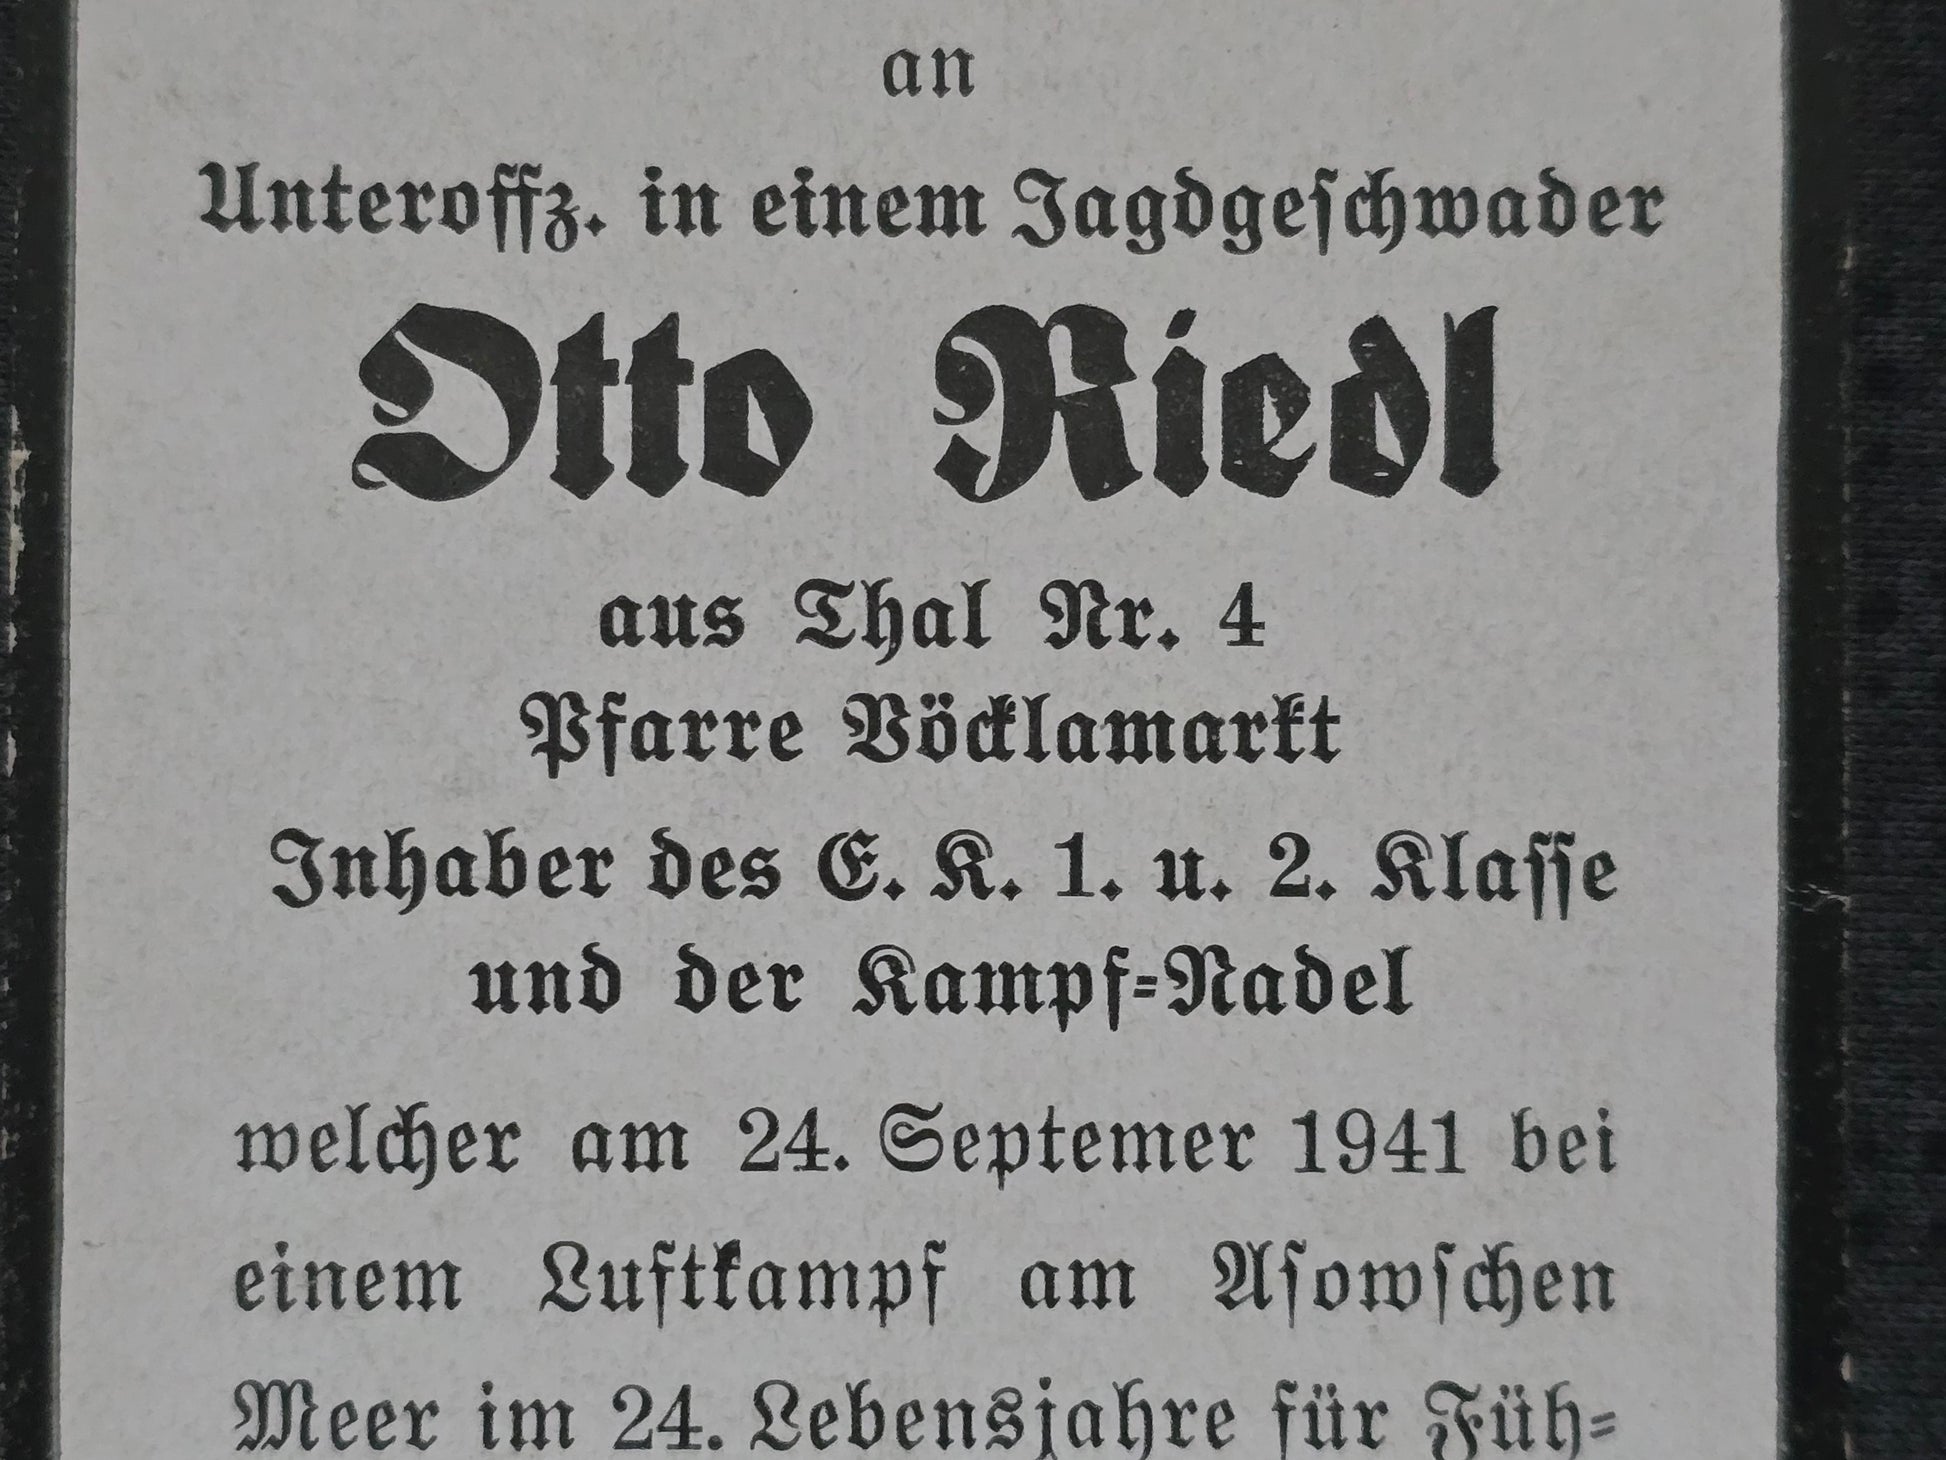 an
Unteroffz. in einem Jagdgeschwader
Otto Riedl
aus Thal Nr. 4
Pfarre Vöcklamarkt
Inhaber des E. K. 1. u. 2. Klasse
und der Kampf=Nadel
welcher am 24. Septemer 1941 bei
einem Luftkampf am Asowschen
Meer im 24. Lebensjahre für Füh=